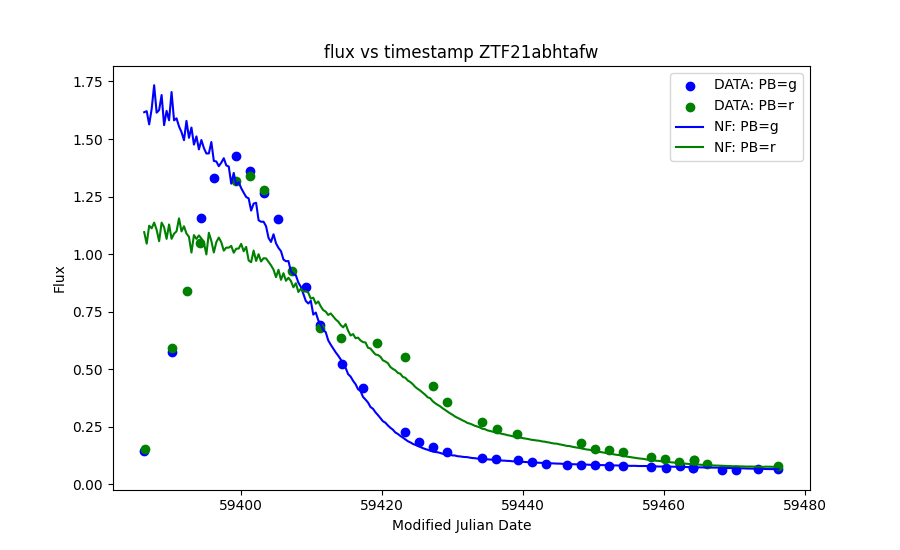 flux vs timestamp ZTF21abhtafw
DATA: PB=g
DATA: PB=r
NF: PB=g
NF: PB=r
1.75
1.50
1.25
1.00
0.75
0.50
0.25
0.00
Flux
59400 59420 59440 59460 59480
Modified Julian Date